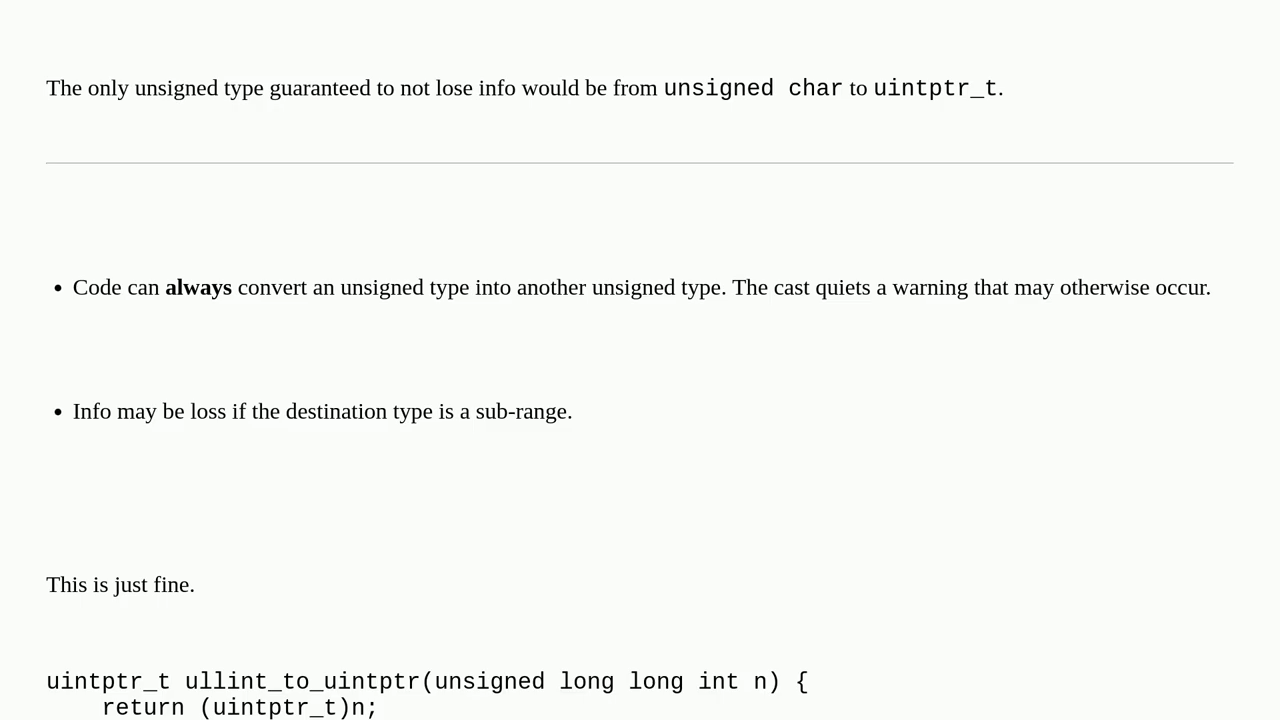 The only unsigned type guaranteed to not lose info would be from unsigned char to uintptr_t.
• Code can always convert an unsigned type into another unsigned type. The cast quiets a warning that may otherwise occur.
• Info may be loss if the destination type is a sub-range.
This is just fine.
uintptr_t ullint_to_uintptr(unsigned long long int n) {
    return (uintptr_t)n;